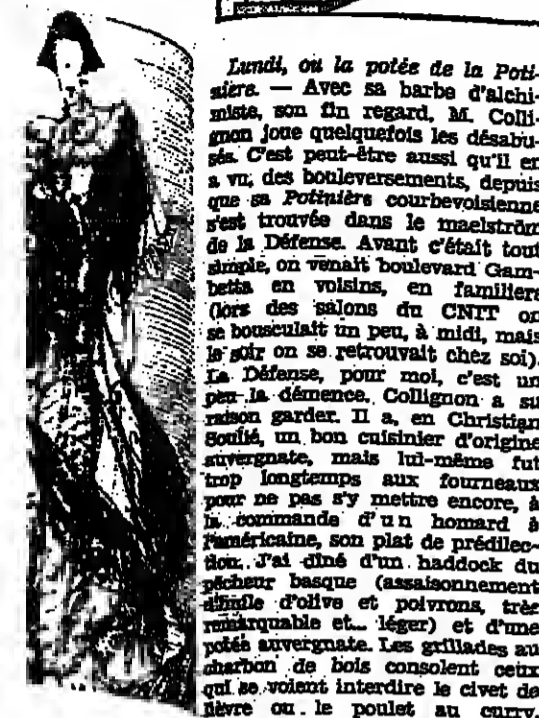 Lundi, où la potée de la Poti-
nière. — Avec sa barbe d'alchi-
miste, son fin regard, M. Colli-
gnon joue quelquefois les désabu-
sés. C'est peut-être aussi qu'il en
a vu, des bouleversements, depuis
que sa Potinière courbevoisienne
s'est trouvée dans le maelström
de la Défense. Avant c'était tout
simple, on venait boulevard Gam-
betta en voisins, en familiers
(lors des salons du CNIT on
se bousculait un peu, à midi, mais
le soir on se retrouvait chez soi).
La Défense, pour moi, c'est un
peu la démence. Collignon a su
raison garder. Il a, en Christian
Soulié, un bon cuisinier d'origine
auvergnate, mais lui-même fut
trop longtemps aux fourneaux
pour ne pas s'y mettre encore, à
la commande d'un homard à
l'américaine, son plat de prédilec-
tion. J'ai dîné d'un haddock du
pêcheur basque (assaisonnement
d'huile d'olive et poivrons, très
remarquable et... léger) et d'une
potée auvergnate. Les grillades au
charbon de bois consolent ceux
qui se voient interdire le civet de
lièvre ou le poulet au curry,